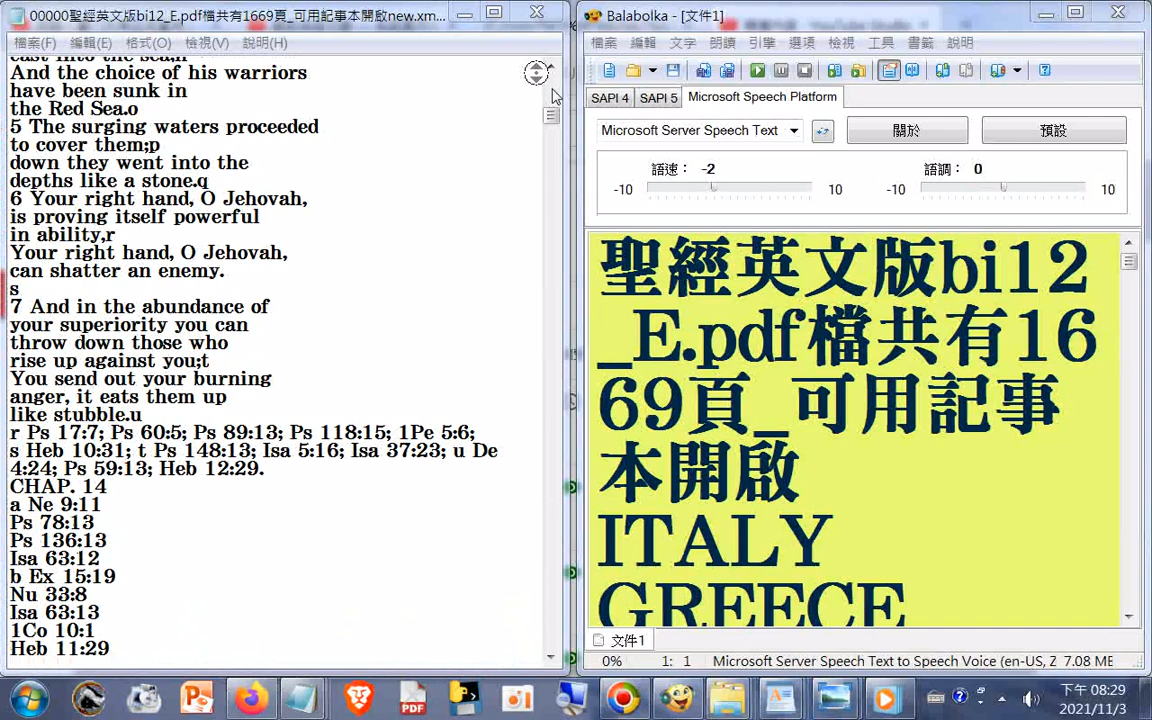 00000聖經英文版bi12_E.pdf檔共有1669頁_可用記事本開啟new.xm...
檔案(F) 編輯(E) 格式(O) 檢視(V) 說明(H)
cast into the sea,n
And the choice of his warriors
have been sunk in
the Red Sea.o
5 The surging waters proceeded
to cover them;p
down they went into the
depths like a stone.q
6 Your right hand, O Jehovah,
is proving itself powerful
in ability,r
Your right hand, O Jehovah,
can shatter an enemy.
s
7 And in the abundance of
your superiority you can
throw down those who
rise up against you;t
You send out your burning
anger, it eats them up
like stubble.u
r Ps 17:7; Ps 60:5; Ps 89:13; Ps 118:15; 1Pe 5:6;
s Heb 10:31; t Ps 148:13; Isa 5:16; Isa 37:23; u De
4:24; Ps 59:13; Heb 12:29.
CHAP. 14
a Ne 9:11
Ps 78:13
Ps 136:13
Isa 63:12
b Ex 15:19
Nu 33:8
Isa 63:13
1Co 10:1
Heb 11:29
Balabolka - [文件1]
檔案 編輯 文字 朗讀 引擎 選項 檢視 工具 書籤 說明
SAPI 4 SAPI 5 Microsoft Speech Platform
Microsoft Server Speech Text 關於 預設
語速： -2 語調： 0
-10 10 -10 10
聖經英文版bi12
_E.pdf檔共有16
69頁_可用記事
本開啟
ITALY
GREECE
文件1
0% 1: 1 Microsoft Server Speech Text to Speech Voice (en-US, Z 7.08 ME
下午 08:29
2021/11/3